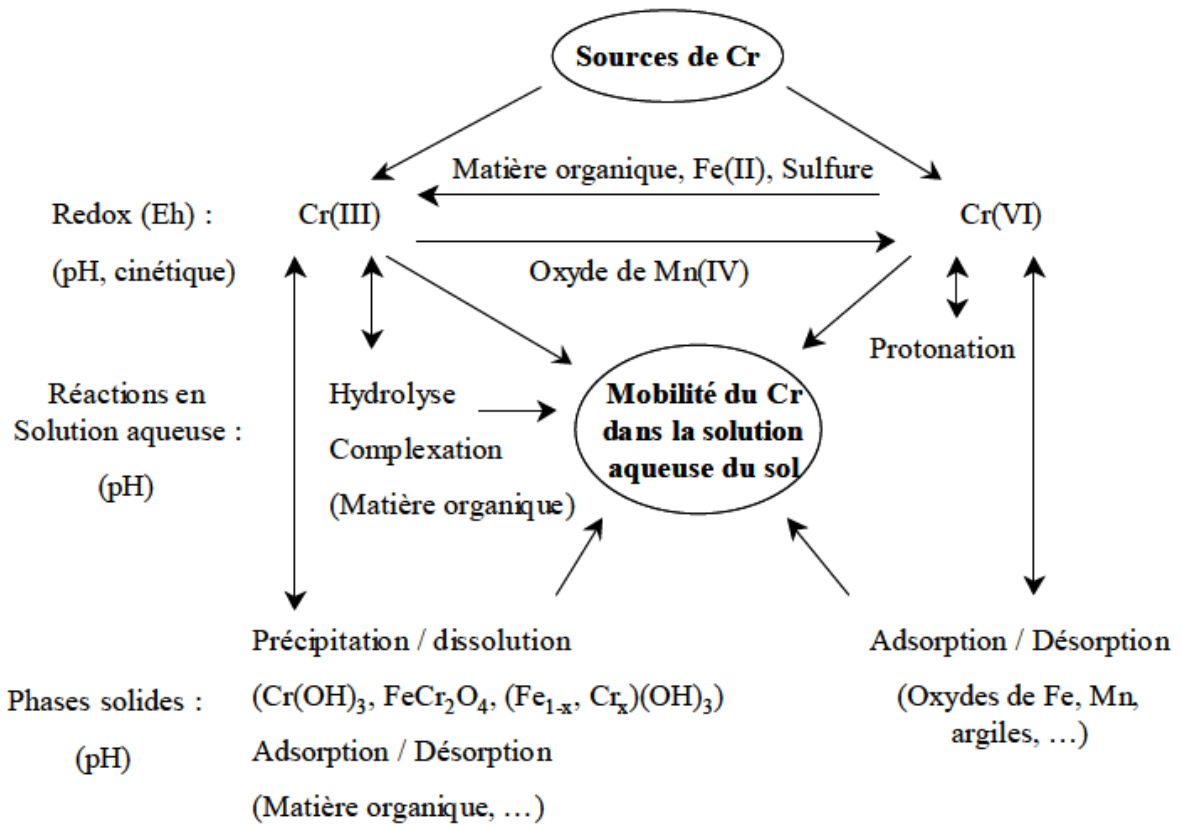 Sources de Cr
Matière organique, Fe(II), Sulfure
Redox (Eh) :
Cr(III)
Cr(VI)
(pH, cinétique)
Oxyde de Mn(IV)
Protonation
Réactions en
Solution aqueuse :
(pH)
Hydrolyse
Complexation
(Matière organique)
Mobilité du Cr
dans la solution
aqueuse du sol
Précipitation / dissolution
Adsorption / Désorption
Phases solides :
(Cr(OH)₃, FeCr₂O₄, (Fe₁₋ₓ, Crₓ)(OH)₃)
(Oxydes de Fe, Mn,
argiles, …)
(pH)
Adsorption / Désorption
(Matière organique, …)